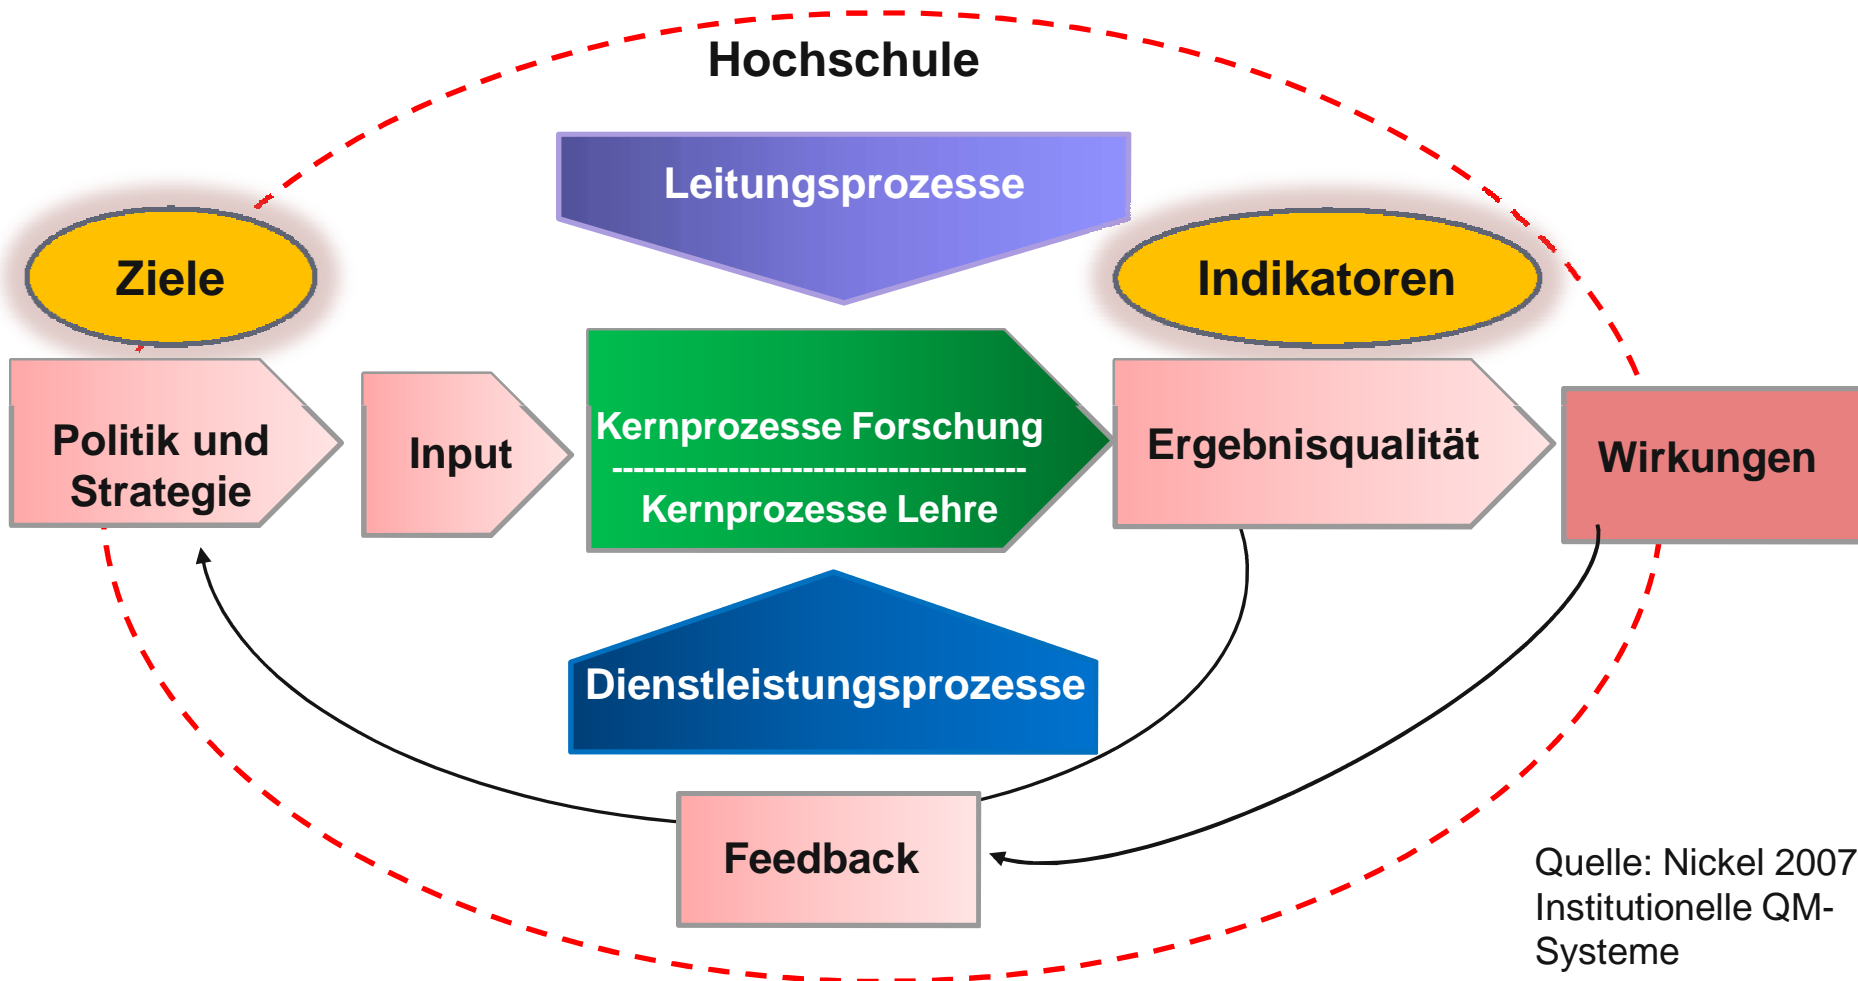 Hochschule
Leitungsprozesse
Ziele
Indikatoren
Politik und
Strategie
Input
Kernprozesse Forschung
---------------------------------------
Kernprozesse Lehre
Ergebnisqualität
Wirkungen
Dienstleistungsprozesse
Feedback
Quelle: Nickel 2007
Institutionelle QM-
Systeme